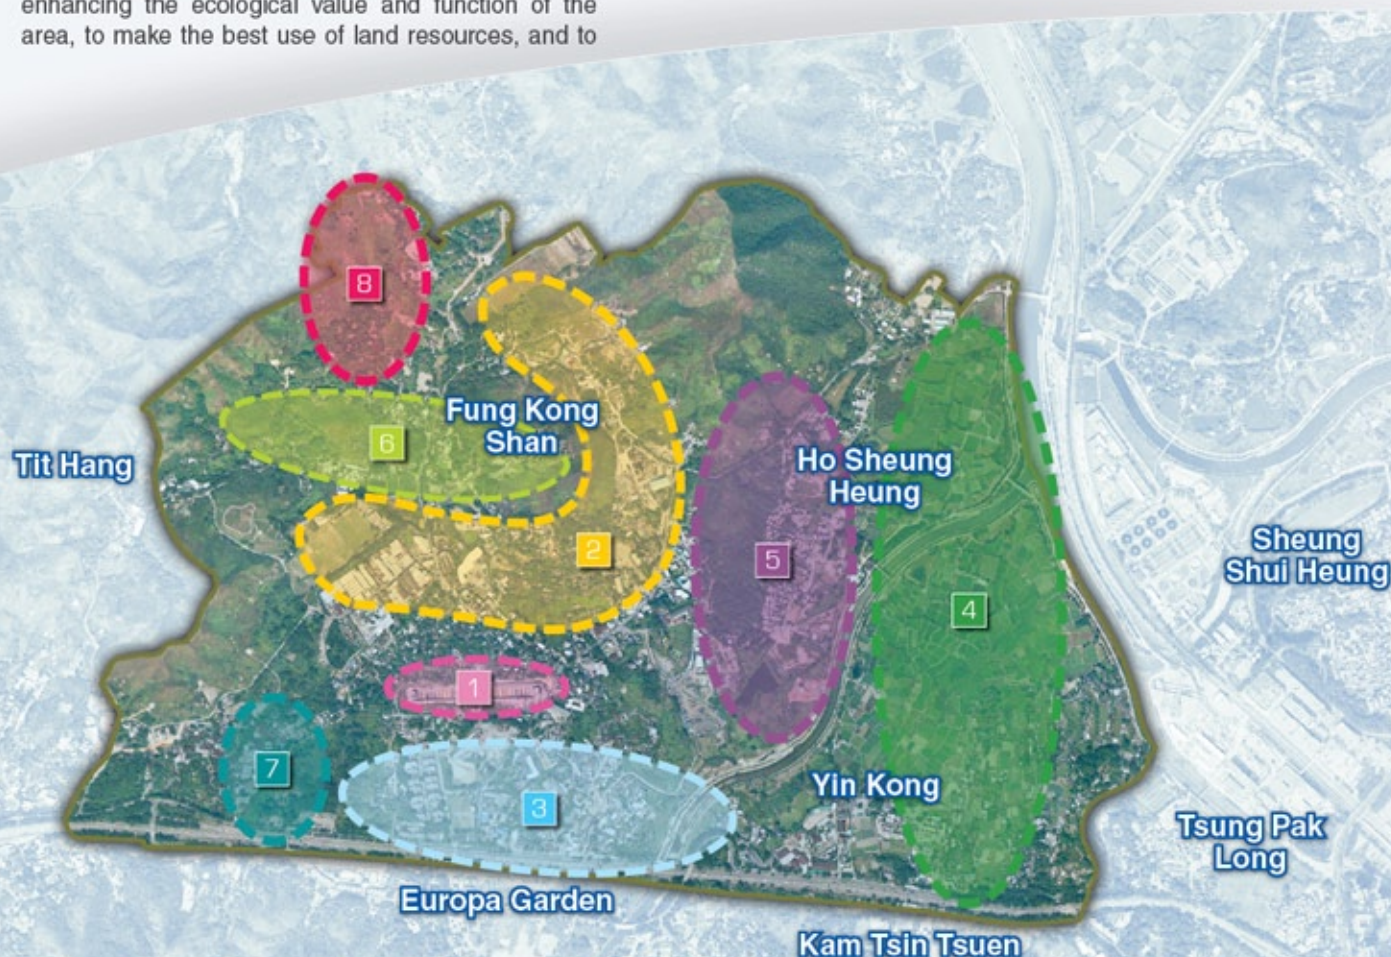 enhancing the ecological value and function of the
area, to make the best use of land resources, and to
8
Fung Kong
Shan
6
Tit Hang
Ho Sheung
Heung
2
5
Sheung
Shui Heung
4
1
7
3
Yin Kong
Tsung Pak
Long
Europa Garden
Kam Tsin Tsuen